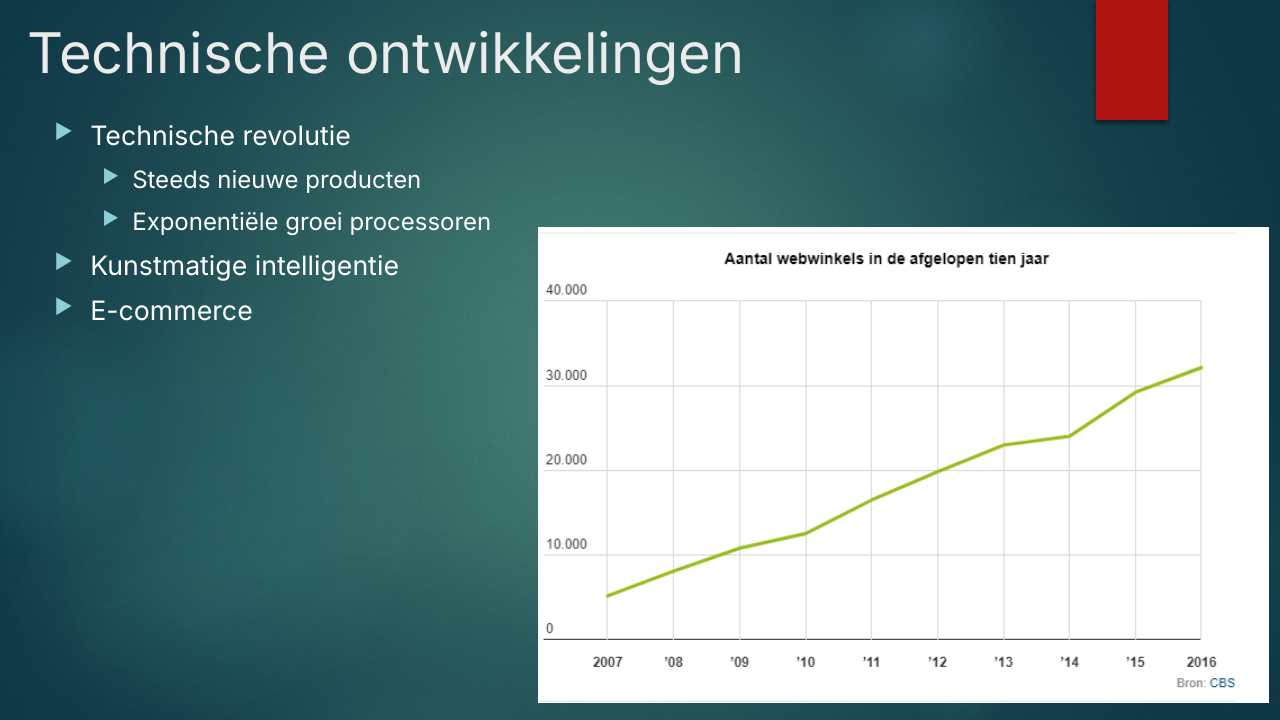 Technische ontwikkelingen
Technische revolutie
Steeds nieuwe producten
Exponentiële groei processoren
Kunstmatige intelligentie
E-commerce
Aantal webwinkels in de afgelopen tien jaar
40.000
30.000
20.000
10.000
0
2007 '08 '09 '10 '11 '12 '13 '14 '15 2016
Bron: CBS